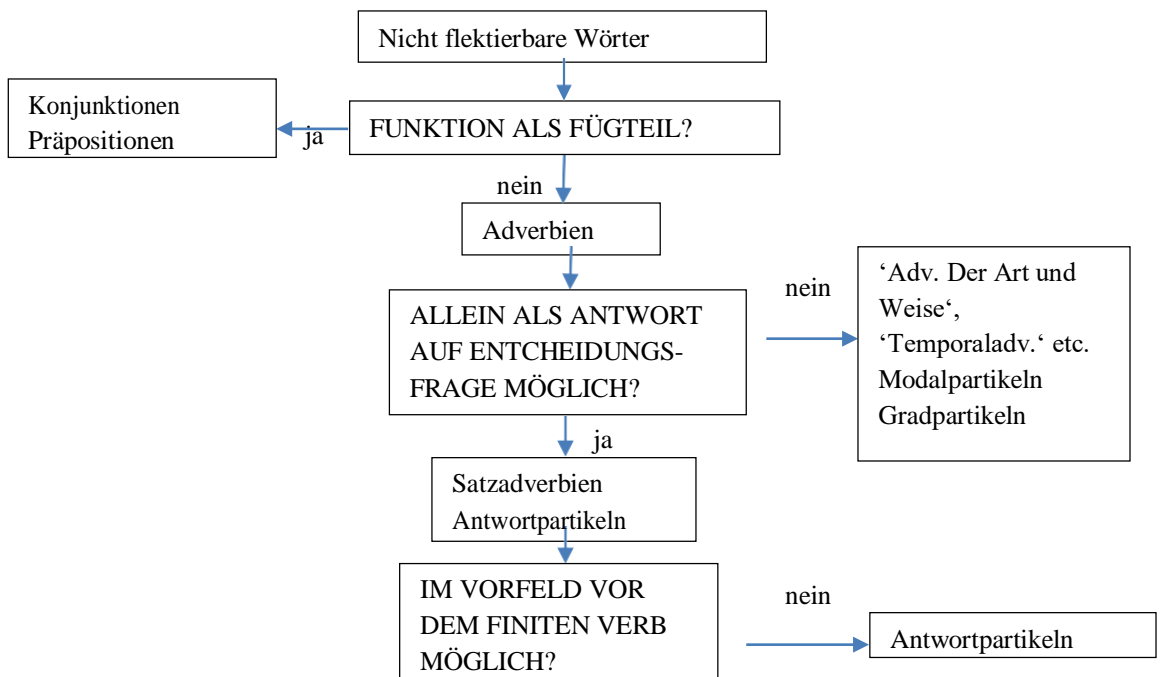 Nicht flektierbare Wörter
Konjunktionen
Präpositionen
ja
FUNKTION ALS FÜGTEIL?
nein
Adverbien
ALLEIN ALS ANTWORT
AUF ENTCHEIDUNGS-
FRAGE MÖGLICH?
nein
‘Adv. Der Art und
Weise‘,
‘Temporaladv.‘ etc.
Modalpartikeln
Gradpartikeln
ja
Satzadverbien
Antwortpartikeln
IM VORFELD VOR
DEM FINITEN VERB
MÖGLICH?
nein
Antwortpartikeln